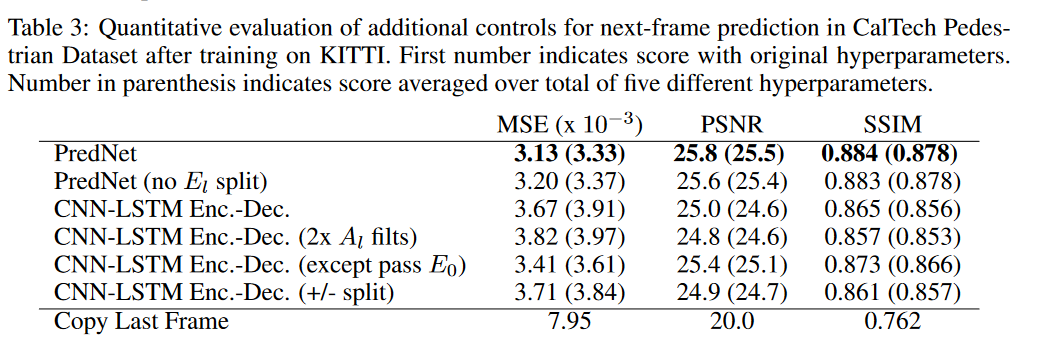 Table 3: Quantitative evaluation of additional controls for next-frame prediction in CalTech Pedes-
trian Dataset after training on KITTI. First number indicates score with original hyperparameters.
Number in parenthesis indicates score averaged over total of five different hyperparameters.
MSE (x 10⁻³) PSNR SSIM
PredNet 3.13 (3.33) 25.8 (25.5) 0.884 (0.878)
PredNet (no Eₗ split) 3.20 (3.37) 25.6 (25.4) 0.883 (0.878)
CNN-LSTM Enc.-Dec. 3.67 (3.91) 25.0 (24.6) 0.865 (0.856)
CNN-LSTM Enc.-Dec. (2x Aₗ filts) 3.82 (3.97) 24.8 (24.6) 0.857 (0.853)
CNN-LSTM Enc.-Dec. (except pass E₀) 3.41 (3.61) 25.4 (25.1) 0.873 (0.866)
CNN-LSTM Enc.-Dec. (+/- split) 3.71 (3.84) 24.9 (24.7) 0.861 (0.857)
Copy Last Frame 7.95 20.0 0.762